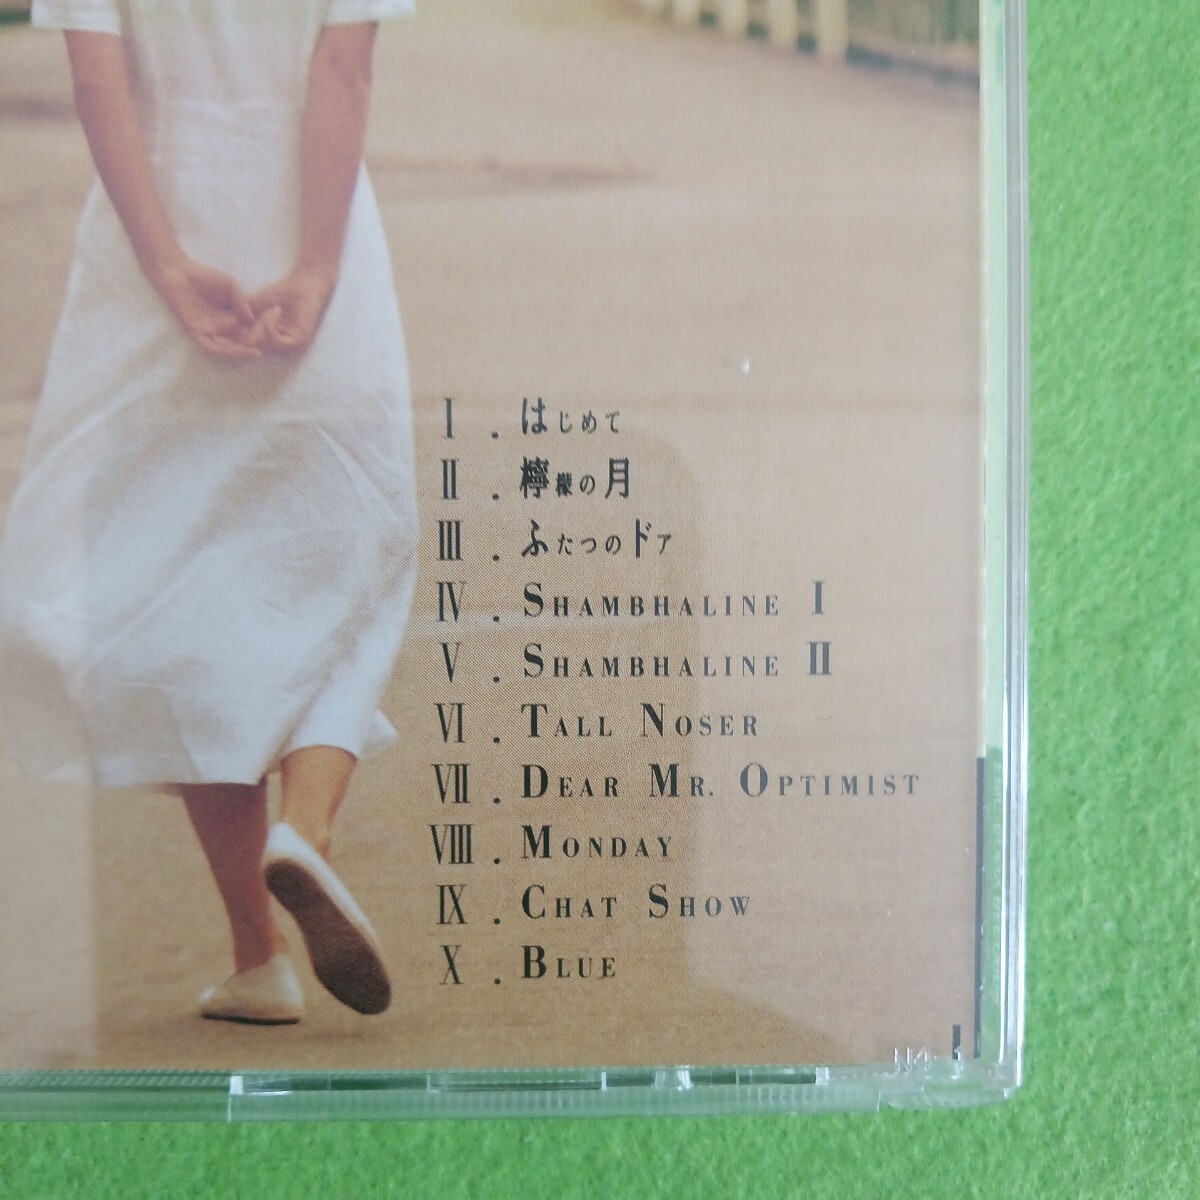 I . はじめて
II . 檸檬の月
III . ふたつのドア
IV . SHAMBHALINE I
V . SHAMBHALINE II
VI . TALL NOSER
VII . DEAR MR. OPTIMIST
VIII . MONDAY
IX . CHAT SHOW
X . BLUE